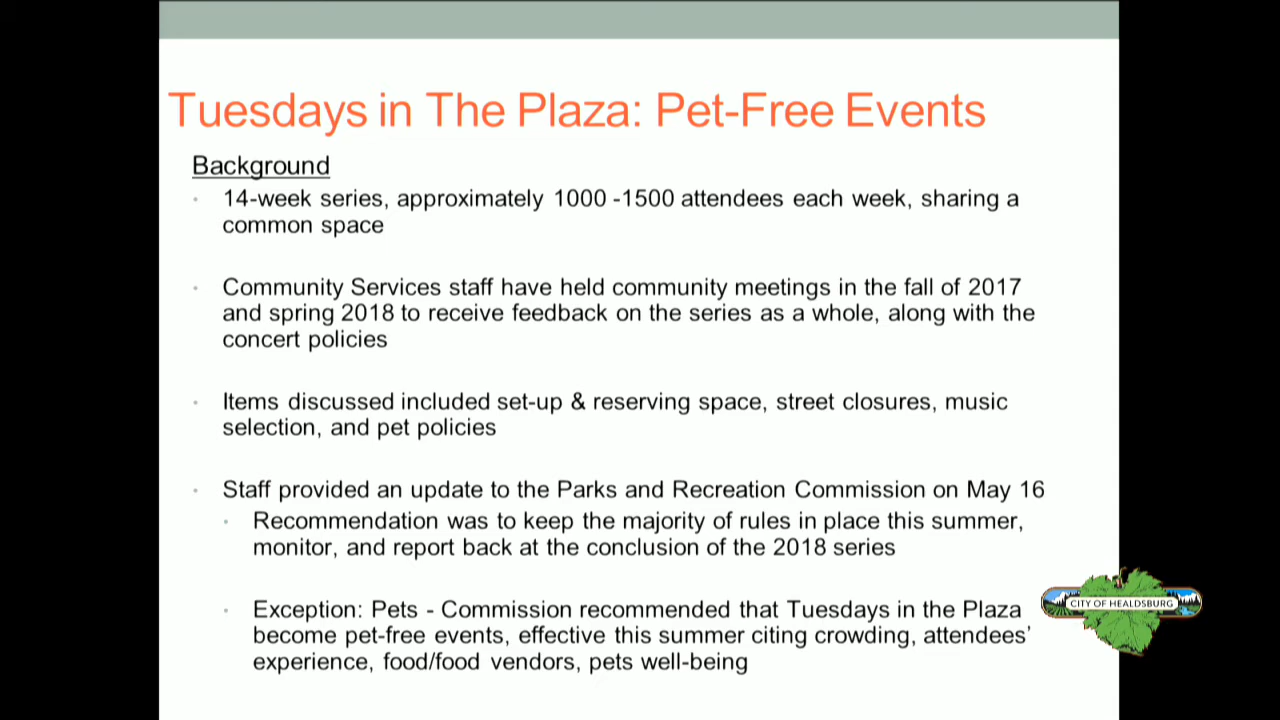 Tuesdays in The Plaza: Pet-Free Events
Background
14-week series, approximately 1000 -1500 attendees each week, sharing a
common space
Community Services staff have held community meetings in the fall of 2017
and spring 2018 to receive feedback on the series as a whole, along with the
concert policies
Items discussed included set-up & reserving space, street closures, music
selection, and pet policies
Staff provided an update to the Parks and Recreation Commission on May 16
Recommendation was to keep the majority of rules in place this summer,
monitor, and report back at the conclusion of the 2018 series
Exception: Pets - Commission recommended that Tuesdays in the Plaza
become pet-free events, effective this summer citing crowding, attendees’
experience, food/food vendors, pets well-being
CITY OF HEALDSBURG